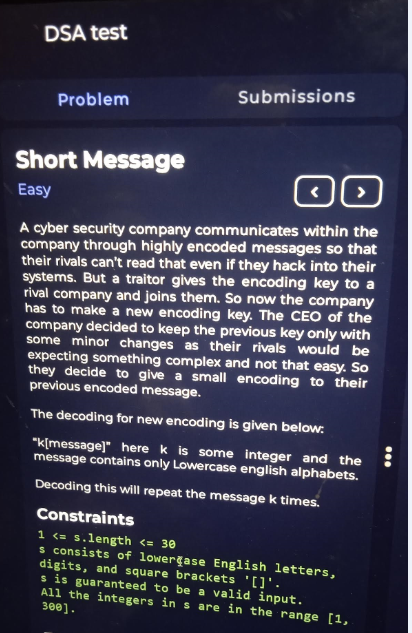 DSA test
Problem
Submissions
Short Message
Easy
A cyber security company communicates within the
company through highly encoded messages so that
their rivals can't read that even if they hack into their
systems. But a traitor gives the encoding key to a
rival company and joins them. So now the company
has to make a new encoding key. The CEO of the
company decided to keep the previous key only with
some minor changes as their rivals would be
expecting something complex and not that easy. So
they decide to give a small encoding to their
previous encoded message.
The decoding for new encoding is given below:
"k[message]" here k is some integer and the
message contains only Lowercase english alphabets.
Decoding this will repeat the message k times.
Constraints
1 <= s.length <= 30
s consists of lowercase English letters,
digits, and square brackets '[]'.
s is guaranteed to be a valid input.
All the integers in s are in the range [1,
300].